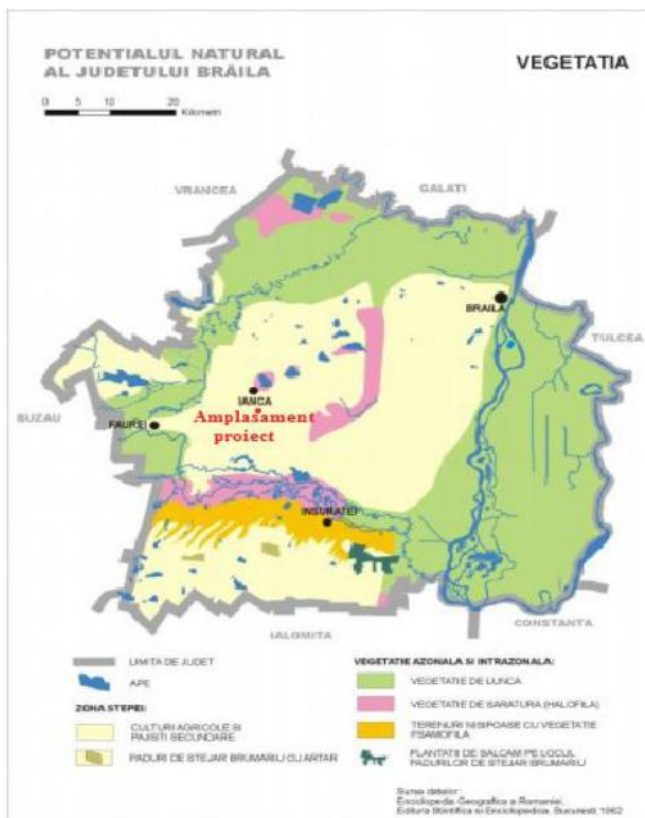 POTENTIALUL NATURAL
AL JUDETULUI BRĂILA
VEGETATIA
0 5 10 20
Kilometri
VRANCEA
GALATI
BRAILA
TULCEA
IANCA
BUZAU
Amplasament
proiect
FAUREI
INSURATEI
CONSTANTA
IALOMITA
LIMITA DE JUDET
APE
ZONA STEPEI:
CULTURI AGRICOLE SI
PAJISTI SECUNDARE
PADURI DE STEJARI BRUMARIU CU ARTAR
VEGETATIE AZONALA SI INTRAZONALA:
VEGETATIE DE LUNCA
VEGETATIE DE SARATURA (HALOFILA)
TERENURI NISIPOASE CU VEGETATIE
PSAMOFILA
PLANTATII DE SALCAM PE LOCUL
PADURILOR DE STEJAR BRUMARIU
Sursa datelor:
Enciclopedia Geografica a Romaniei,
Editura Stiintifica si Enciclopedica, Bucuresti 1982